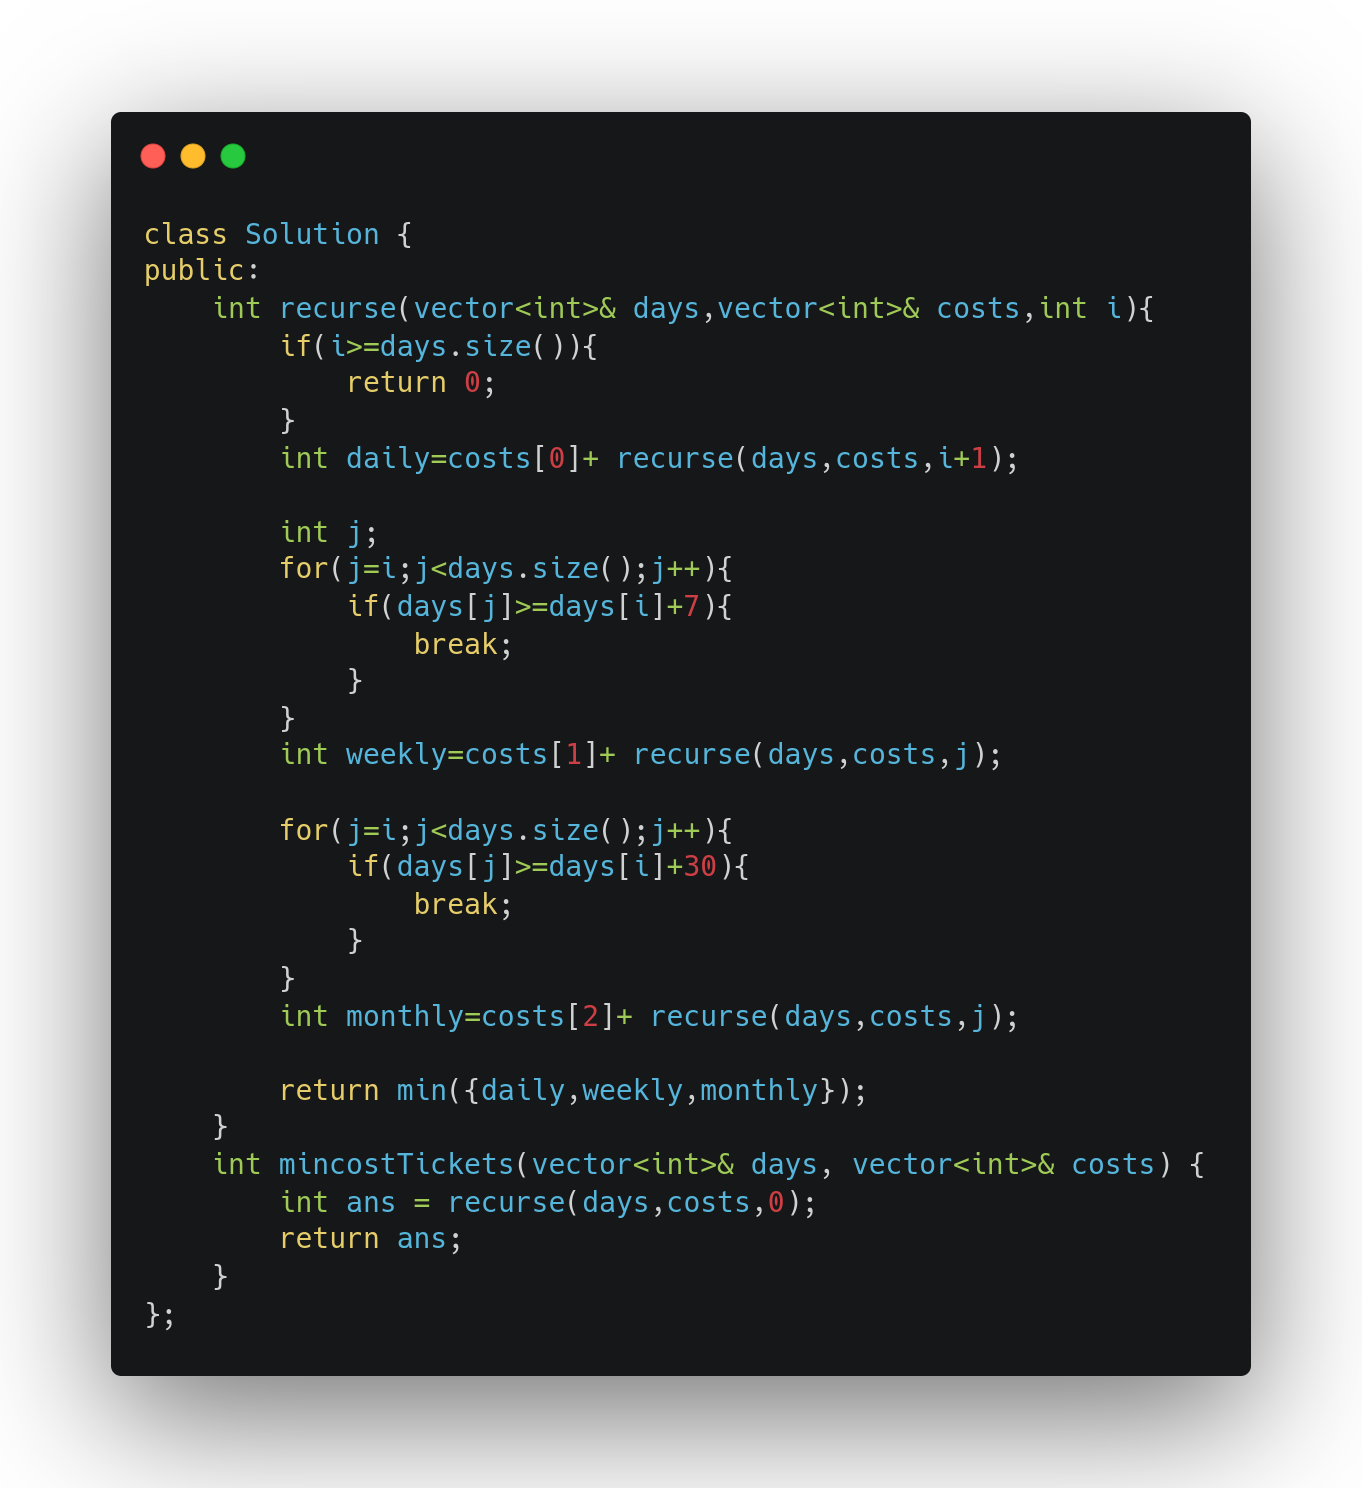 class Solution {
public:
    int recurse(vector<int>& days,vector<int>& costs,int i){
        if(i>=days.size()){
            return 0;
        }
        int daily=costs[0]+ recurse(days,costs,i+1);

        int j;
        for(j=i;j<days.size();j++){
            if(days[j]>=days[i]+7){
                break;
            }
        }
        int weekly=costs[1]+ recurse(days,costs,j);

        for(j=i;j<days.size();j++){
            if(days[j]>=days[i]+30){
                break;
            }
        }
        int monthly=costs[2]+ recurse(days,costs,j);

        return min({daily,weekly,monthly});
    }
    int mincostTickets(vector<int>& days, vector<int>& costs) {
        int ans = recurse(days,costs,0);
        return ans;
    }
};